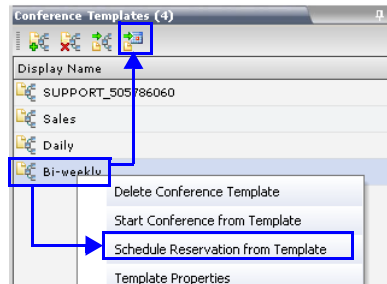 Conference Templates (4)
Display Name
SUPPORT_505786060
Sales
Daily
Bi-weekly
Delete Conference Template
Start Conference from Template
Schedule Reservation from Template
Template Properties